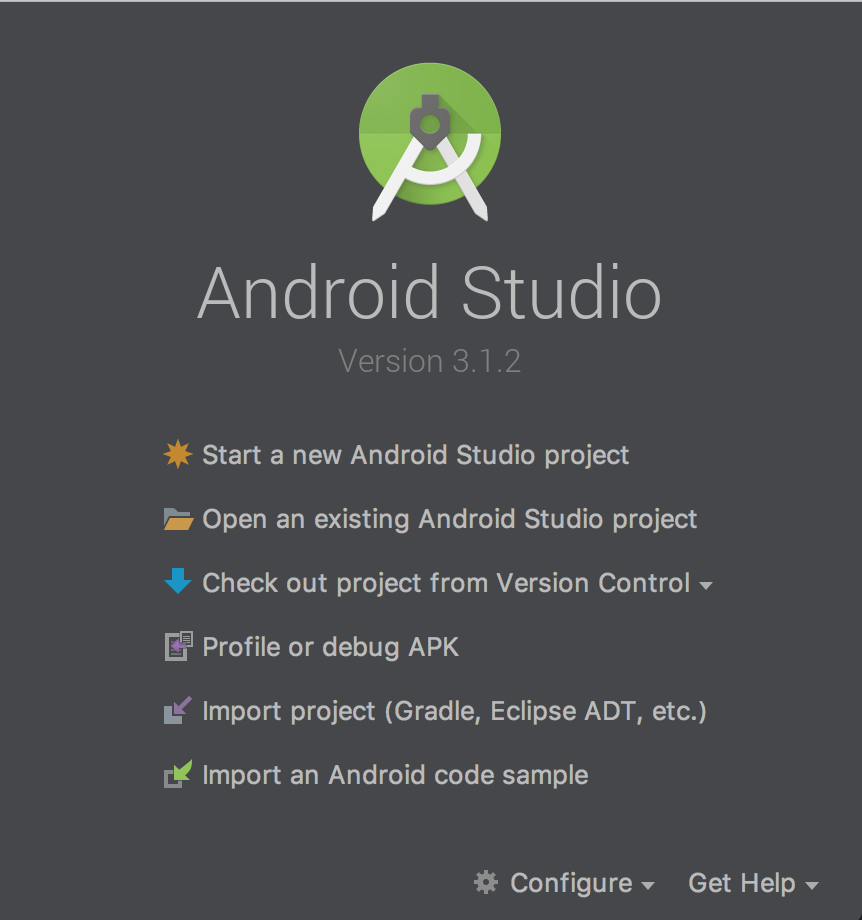 Android Studio
Version 3.1.2
Start a new Android Studio project
Open an existing Android Studio project
Check out project from Version Control
Profile or debug APK
Import project (Gradle, Eclipse ADT, etc.)
Import an Android code sample
Configure Get Help